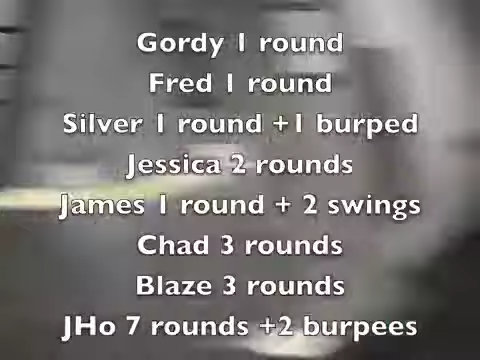 Gordy 1 round
Fred 1 round
Silver 1 round +1 burped
Jessica 2 rounds
James 1 round + 2 swings
Chad 3 rounds
Blaze 3 rounds
JHo 7 rounds +2 burpees